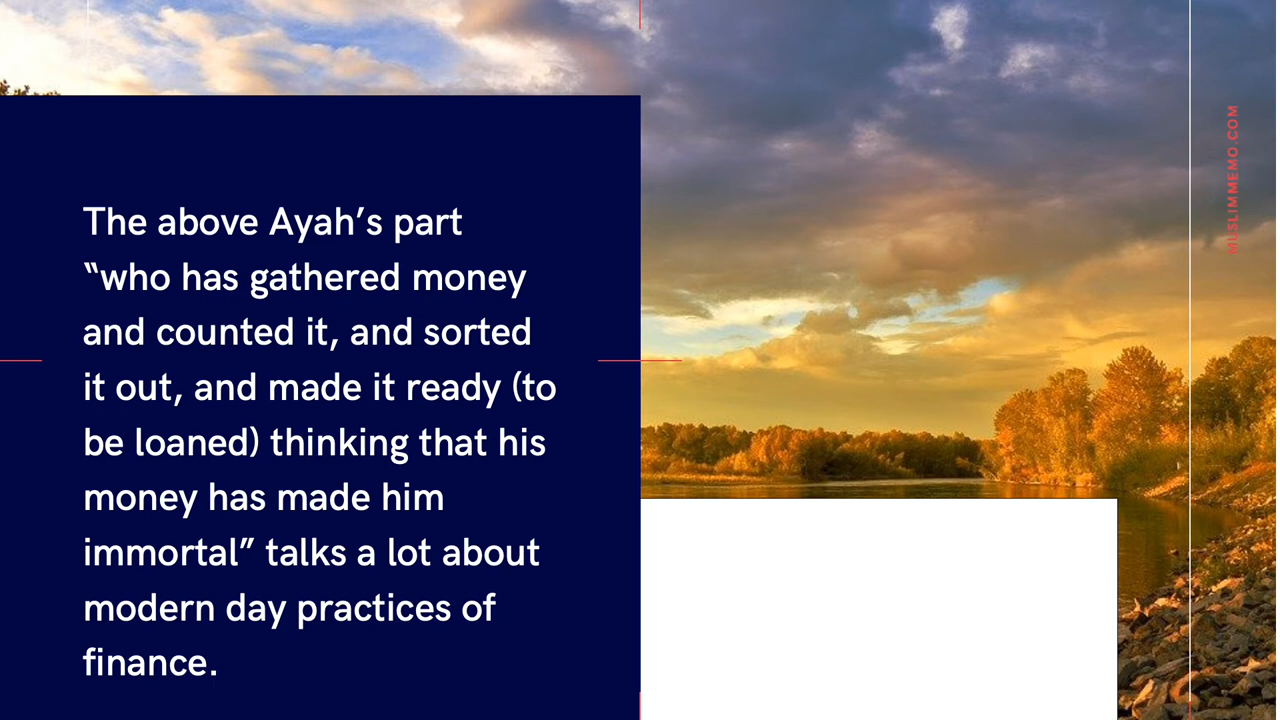 The above Ayah’s part
“who has gathered money
and counted it, and sorted
it out, and made it ready (to
be loaned) thinking that his
money has made him
immortal” talks a lot about
modern day practices of
finance.
MUSLIMMEMO.COM